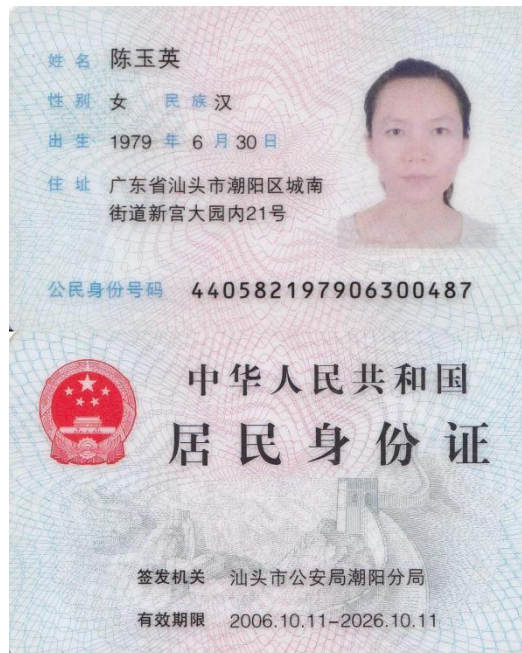 姓名 陈玉英
性别 女 民族 汉
出生 1979 年 6 月 30 日
住址 广东省汕头市潮阳区城南
街道新宫大园内21号
公民身份号码 440582197906300487
中华人民共和国
居民身份证
签发机关 汕头市公安局潮阳分局
有效期限 2006.10.11-2026.10.11